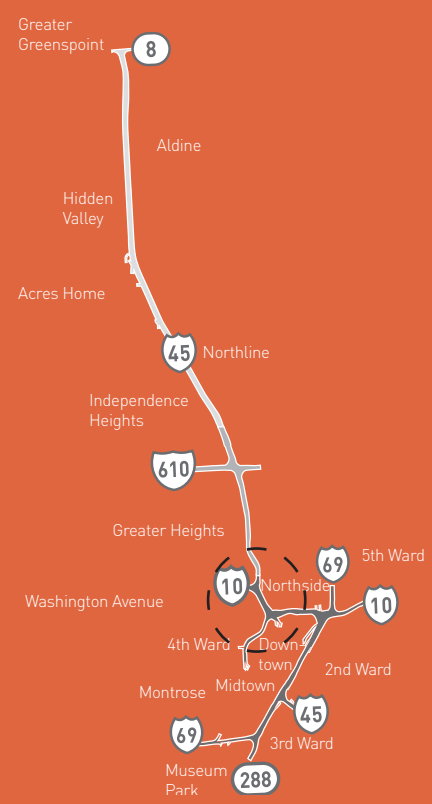 Greater
Greenspoint
8
Aldine
Hidden
Valley
Acres Home
45
Northline
Independence
Heights
610
Greater Heights
69
5th Ward
10
Northside
10
Washington Avenue
4th Ward
Down-
town
2nd Ward
Midtown
Montrose
45
69
3rd Ward
Museum
Park
288